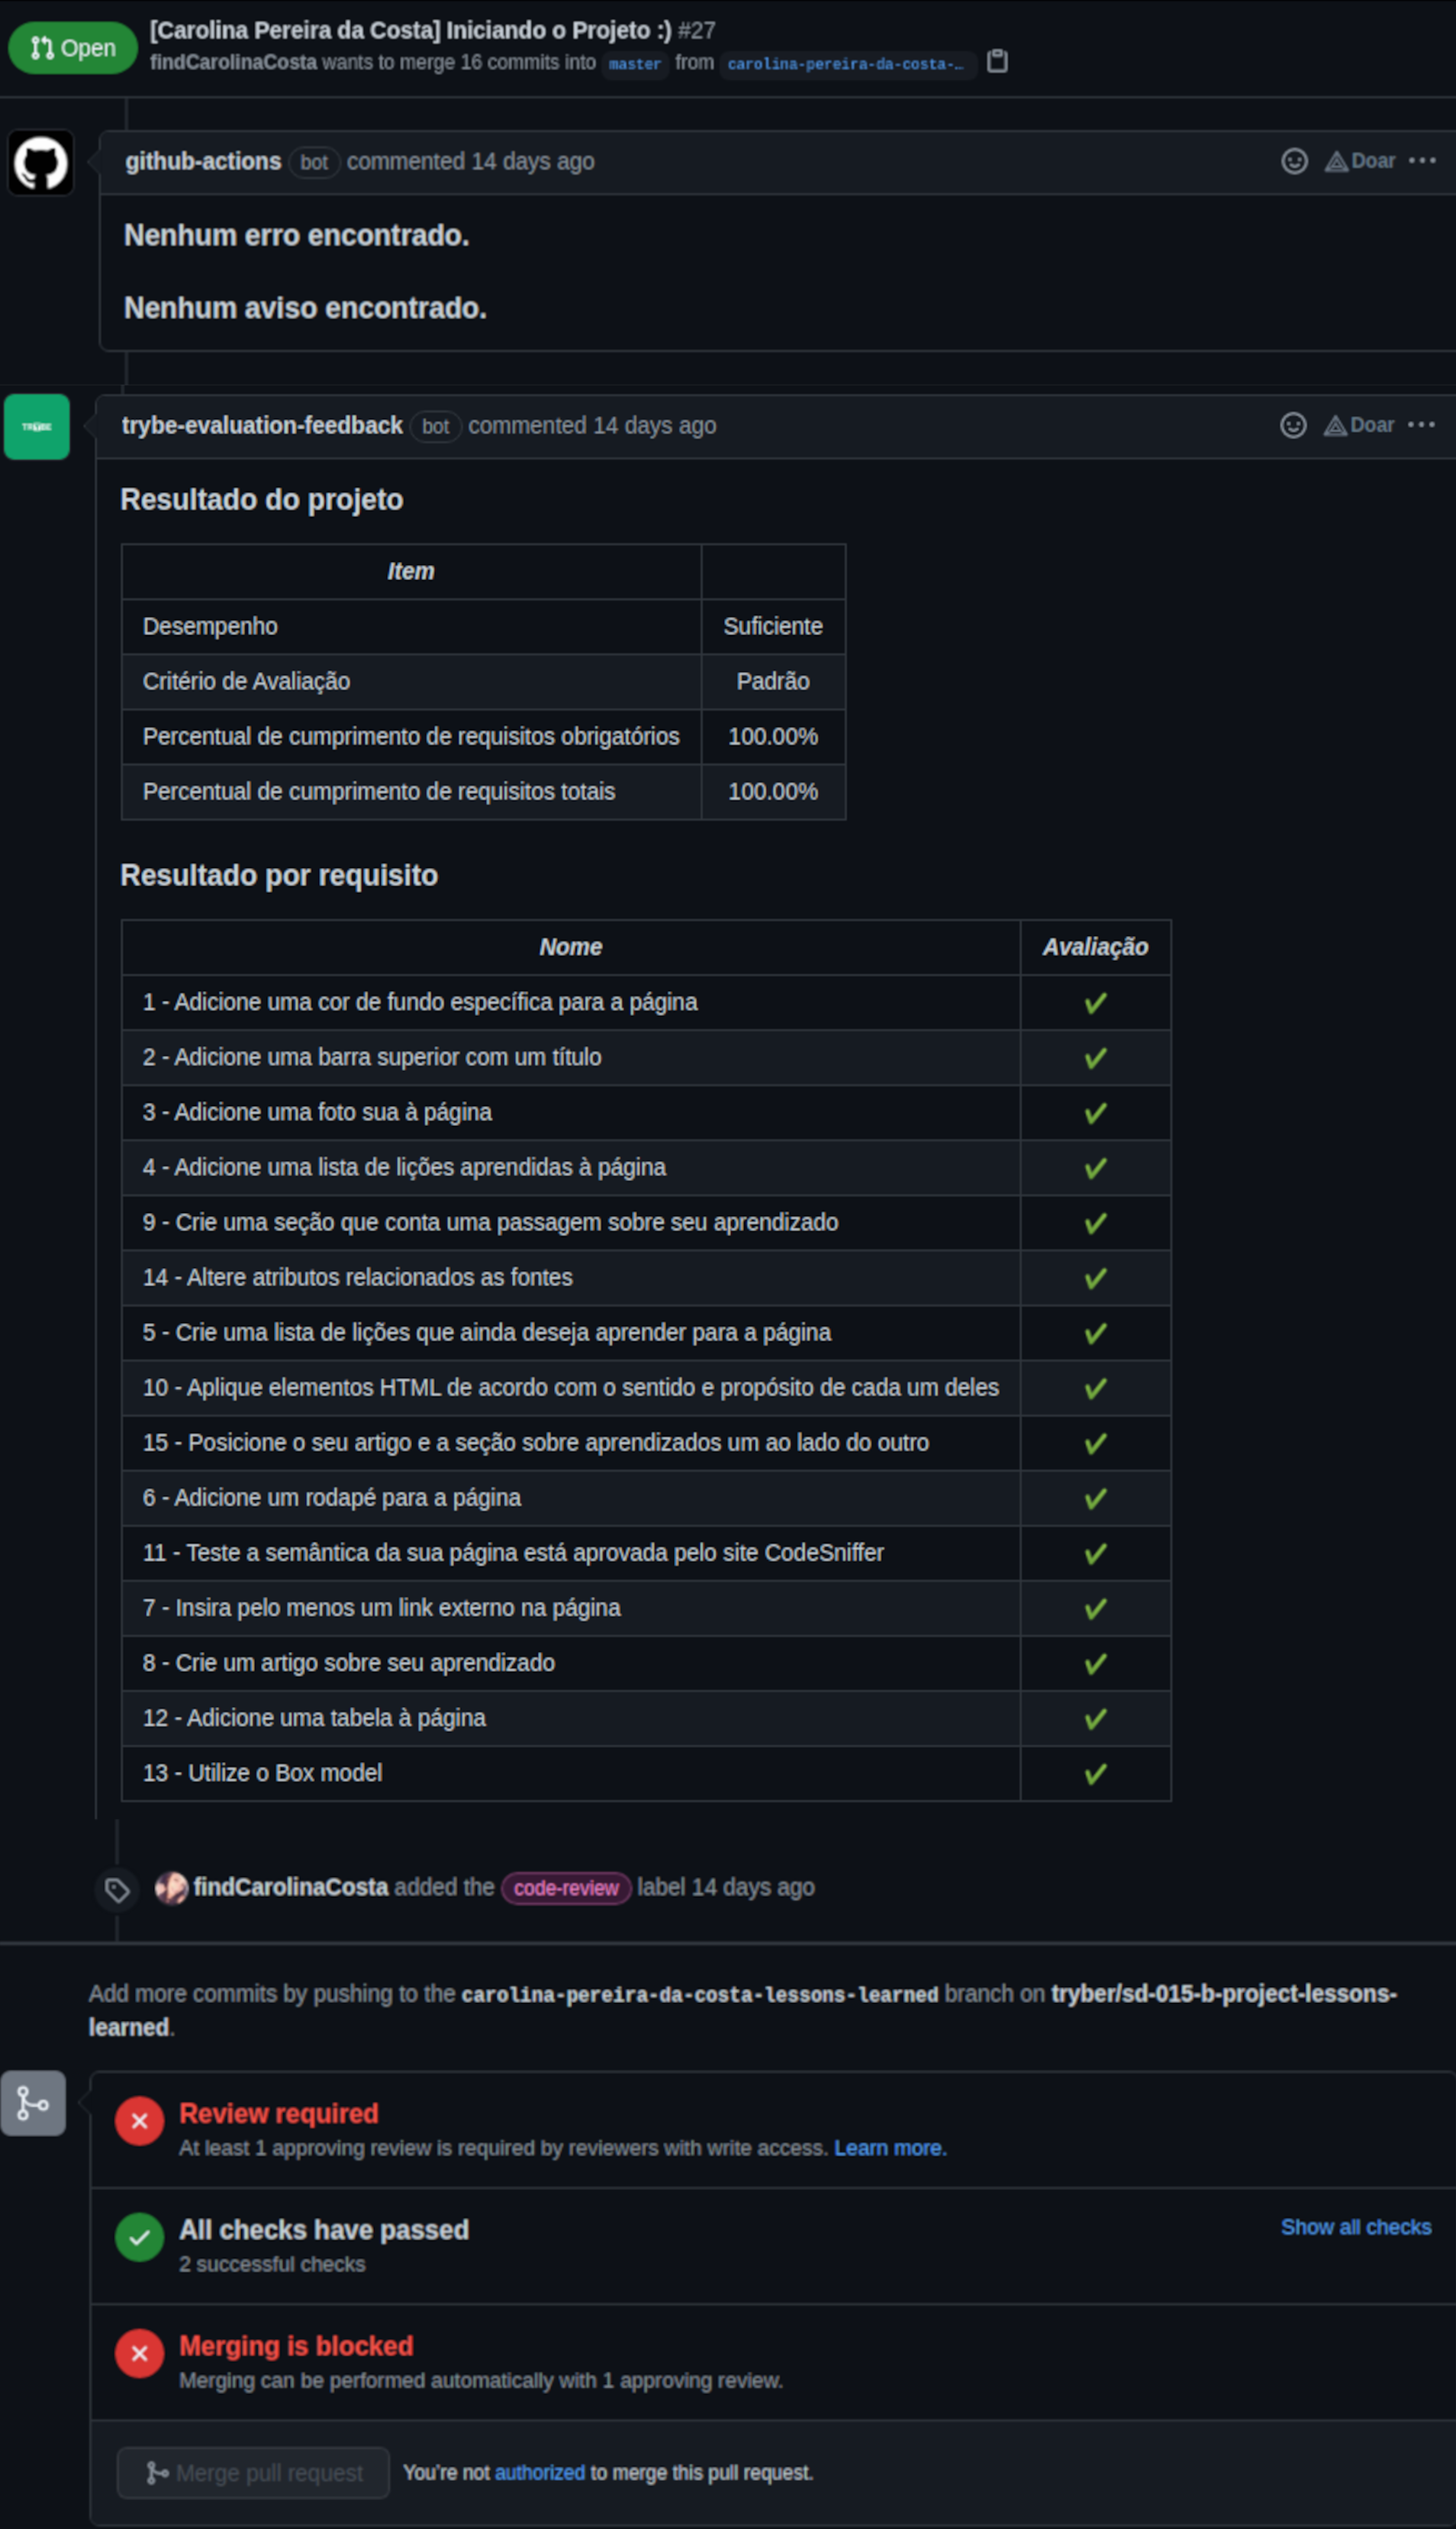 Open
[Carolina Pereira da Costa] Iniciando o Projeto :) #27
findCarolinaCosta wants to merge 16 commits into master from carolina-pereira-da-costa-…
github-actions bot commented 14 days ago
Doar
Nenhum erro encontrado.
Nenhum aviso encontrado.
TRYBE
trybe-evaluation-feedback bot commented 14 days ago
Doar
Resultado do projeto
Item
Desempenho Suficiente
Critério de Avaliação Padrão
Percentual de cumprimento de requisitos obrigatórios 100.00%
Percentual de cumprimento de requisitos totais 100.00%
Resultado por requisito
Nome Avaliação
1 - Adicione uma cor de fundo específica para a página ✔
2 - Adicione uma barra superior com um título ✔
3 - Adicione uma foto sua à página ✔
4 - Adicione uma lista de lições aprendidas à página ✔
9 - Crie uma seção que conta uma passagem sobre seu aprendizado ✔
14 - Altere atributos relacionados as fontes ✔
5 - Crie uma lista de lições que ainda deseja aprender para a página ✔
10 - Aplique elementos HTML de acordo com o sentido e propósito de cada um deles ✔
15 - Posicione o seu artigo e a seção sobre aprendizados um ao lado do outro ✔
6 - Adicione um rodapé para a página ✔
11 - Teste a semântica da sua página está aprovada pelo site CodeSniffer ✔
7 - Insira pelo menos um link externo na página ✔
8 - Crie um artigo sobre seu aprendizado ✔
12 - Adicione uma tabela à página ✔
13 - Utilize o Box model ✔
findCarolinaCosta added the code-review label 14 days ago
Add more commits by pushing to the carolina-pereira-da-costa-lessons-learned branch on tryber/sd-015-b-project-lessons-
learned.
Review required
At least 1 approving review is required by reviewers with write access. Learn more.
All checks have passed
Show all checks
2 successful checks
Merging is blocked
Merging can be performed automatically with 1 approving review.
Merge pull request
You're not authorized to merge this pull request.